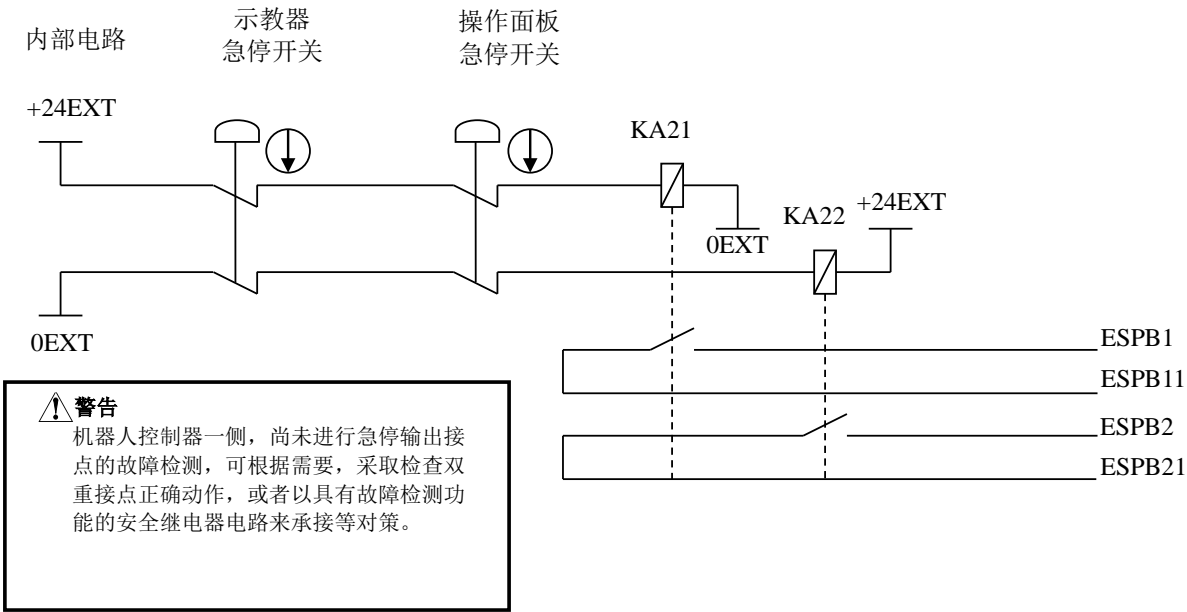 内部电路
示教器
急停开关
操作面板
急停开关
+24EXT
KA21
KA22
+24EXT
0EXT
0EXT
ESPB1
ESPB11
ESPB2
ESPB21
警告
机器人控制器一侧，尚未进行急停输出接
点的故障检测，可根据需要，采取检查双
重接点正确动作，或者以具有故障检测功
能的安全继电器电路来承接等对策。